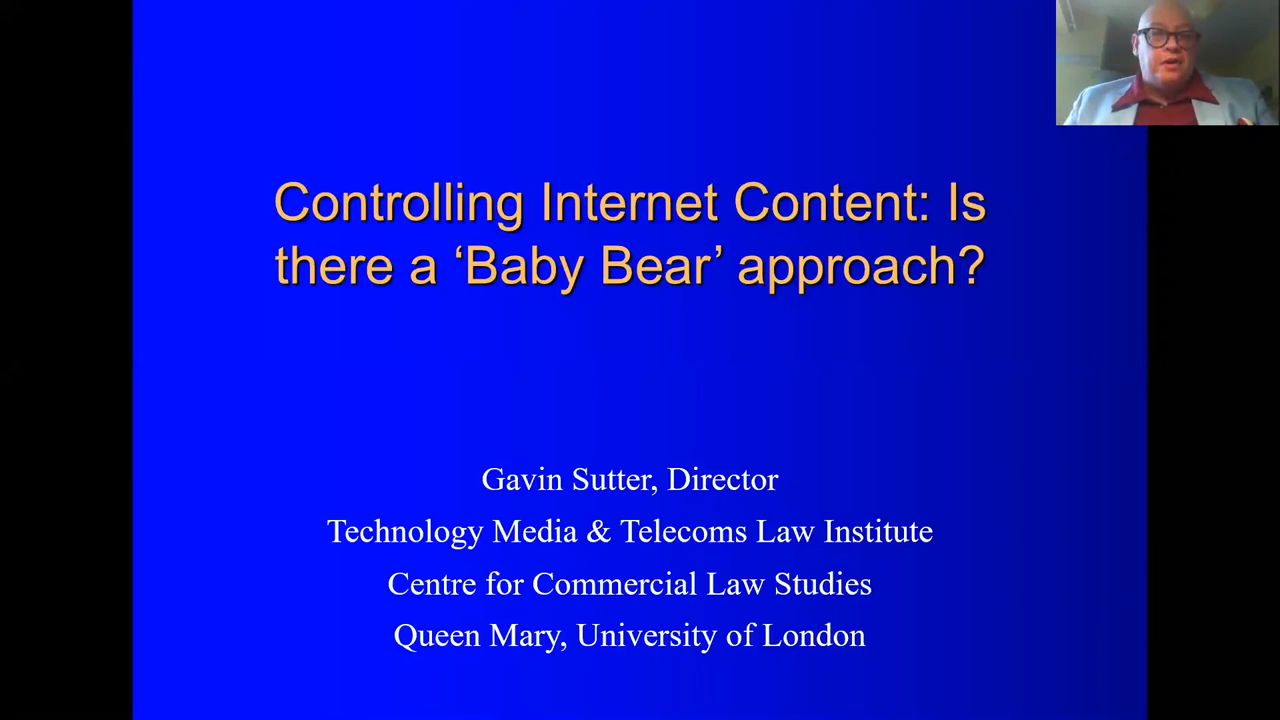 Controlling Internet Content: Is
there a ‘Baby Bear’ approach?
Gavin Sutter, Director
Technology Media & Telecoms Law Institute
Centre for Commercial Law Studies
Queen Mary, University of London